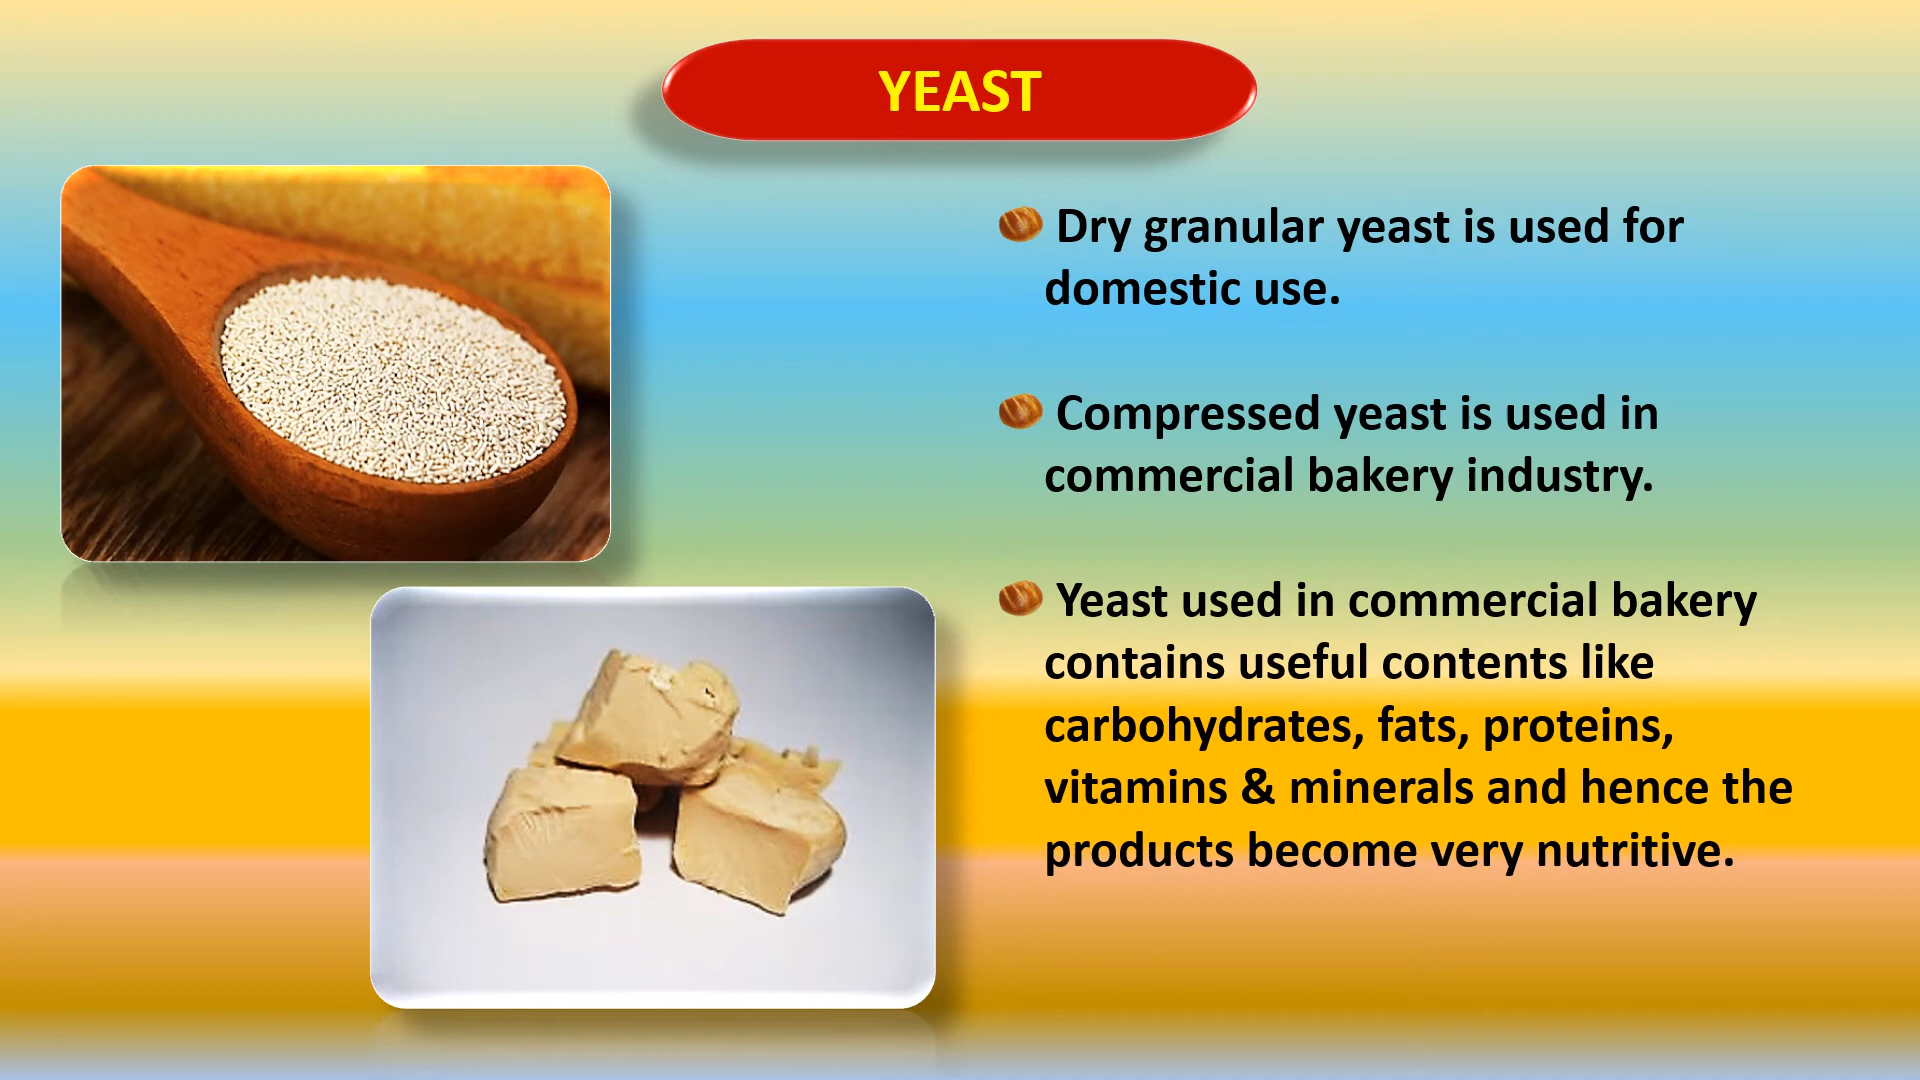 YEAST
Dry granular yeast is used for
domestic use.
Compressed yeast is used in
commercial bakery industry.
Yeast used in commercial bakery
contains useful contents like
carbohydrates, fats, proteins,
vitamins & minerals and hence the
products become very nutritive.